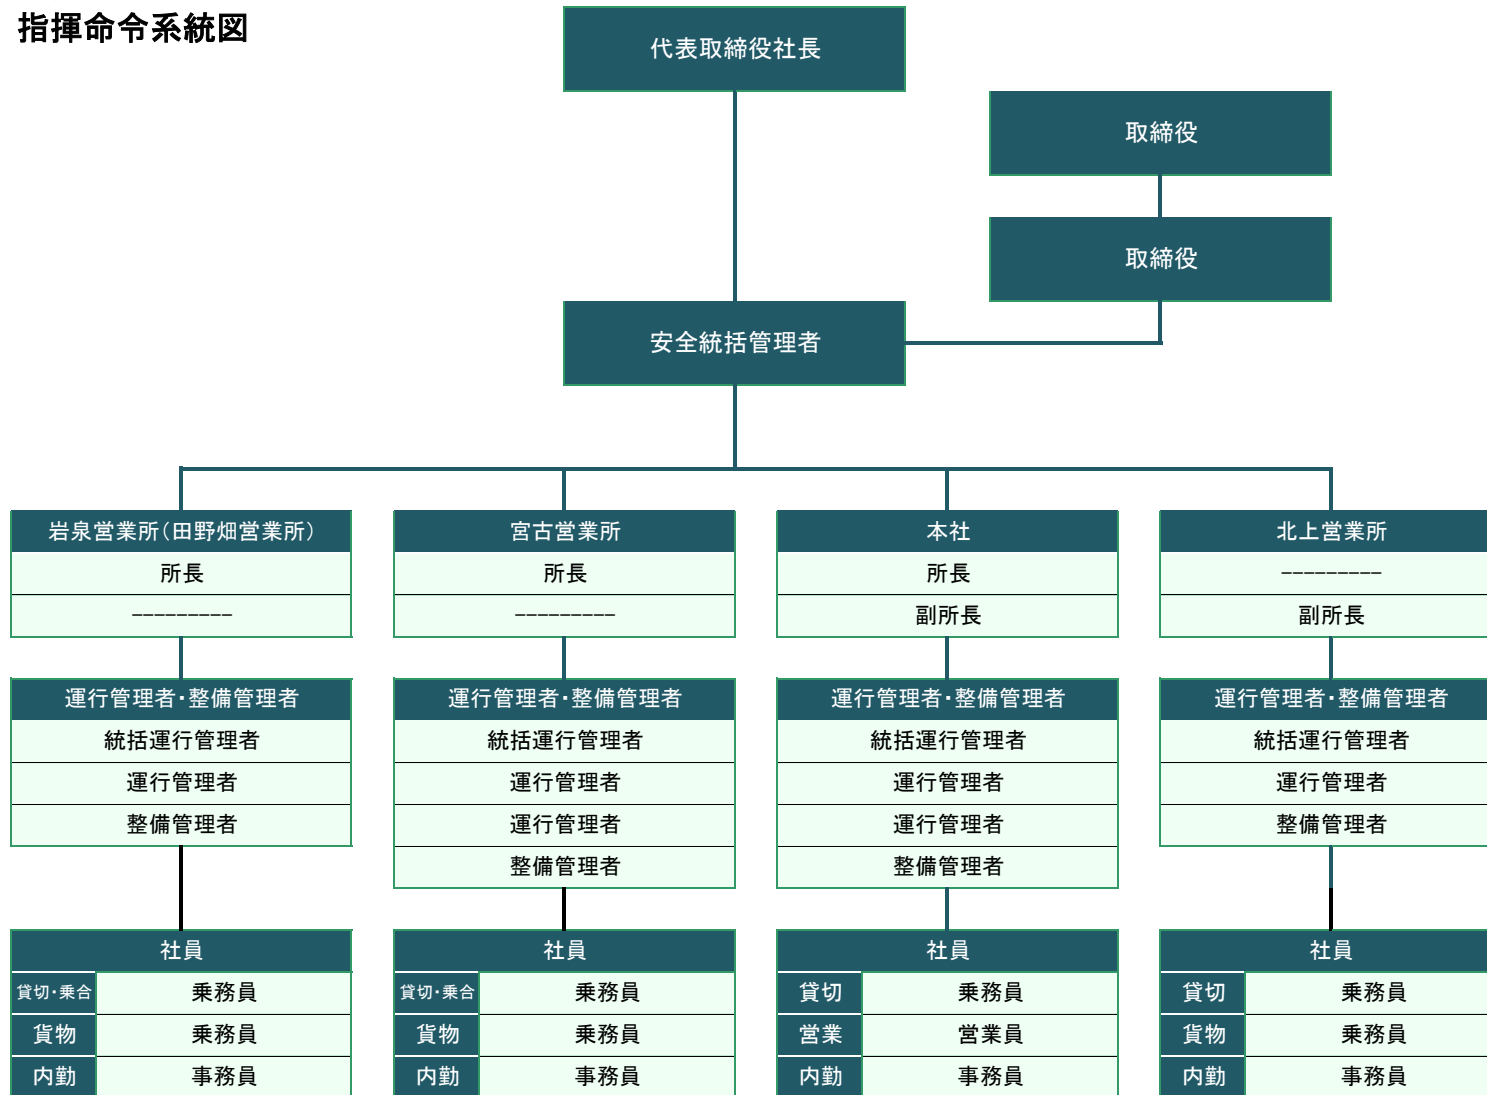 指揮命令系統図
代表取締役社長
取締役
取締役
安全統括管理者
岩泉営業所（田野畑営業所）
所長
---------
運行管理者・整備管理者
統括運行管理者
運行管理者
整備管理者
社員
貸切・乗合 乗務員
貨物 乗務員
内勤 事務員
宮古営業所
所長
---------
運行管理者・整備管理者
統括運行管理者
運行管理者
運行管理者
整備管理者
社員
貸切・乗合 乗務員
貨物 乗務員
内勤 事務員
本社
所長
副所長
運行管理者・整備管理者
統括運行管理者
運行管理者
運行管理者
整備管理者
社員
貸切 乗務員
営業 営業員
内勤 事務員
北上営業所
---------
副所長
運行管理者・整備管理者
統括運行管理者
運行管理者
整備管理者
社員
貸切 乗務員
貨物 乗務員
内勤 事務員